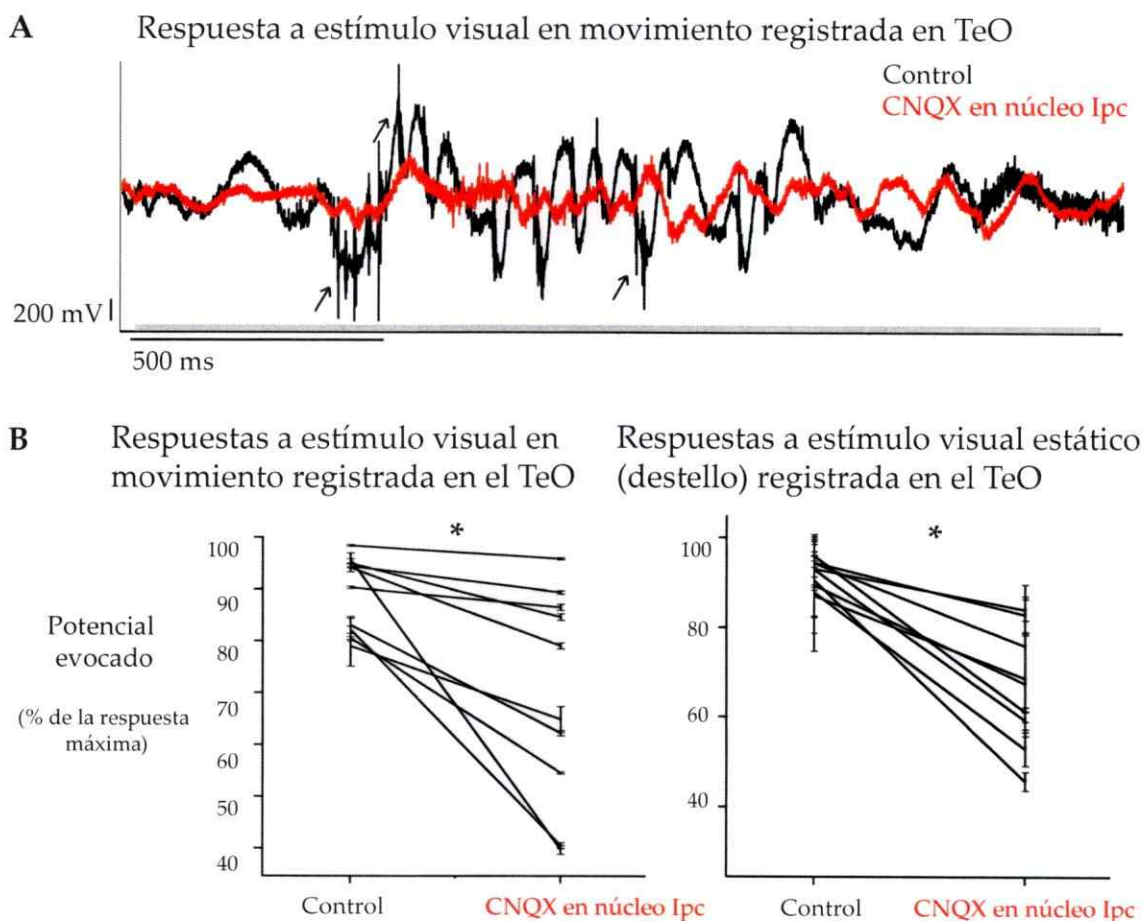 A
Respuesta a estímulo visual en movimiento registrada en TeO
Control
CNQX en núcleo Ipc
200 mV
500 ms
B
Respuestas a estímulo visual en
movimiento registrada en el TeO
*
100
90
80
70
60
50
40
Potencial
evocado
(% de la respuesta
máxima)
Control
CNQX en núcleo Ipc
Respuestas a estímulo visual estático
(destello) registrada en el TeO
*
100
80
60
40
Control
CNQX en núcleo Ipc